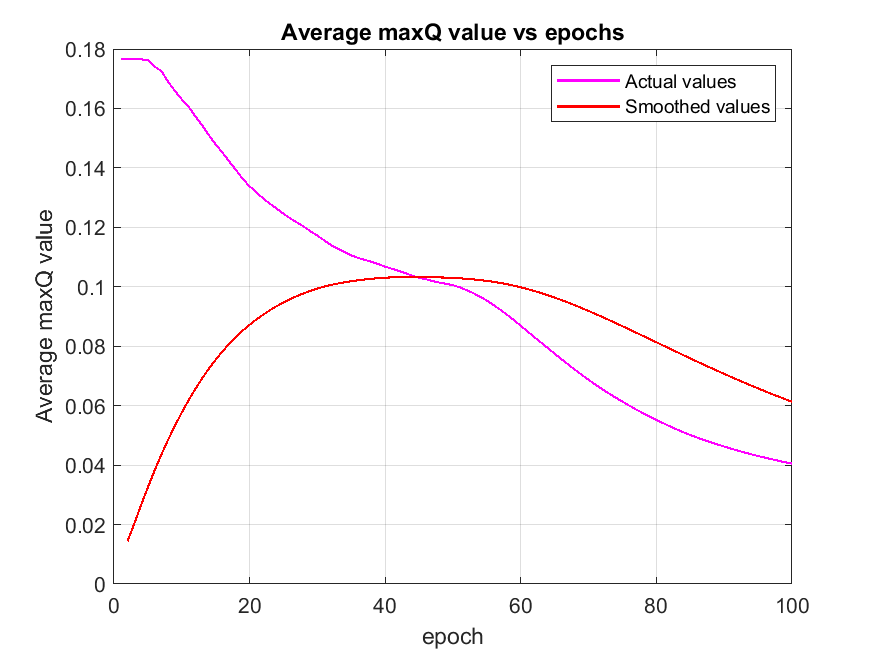 Average maxQ value vs epochs
Actual values
Smoothed values
Average maxQ value
0.18
0.16
0.14
0.12
0.1
0.08
0.06
0.04
0.02
0
0 20 40 60 80 100
epoch